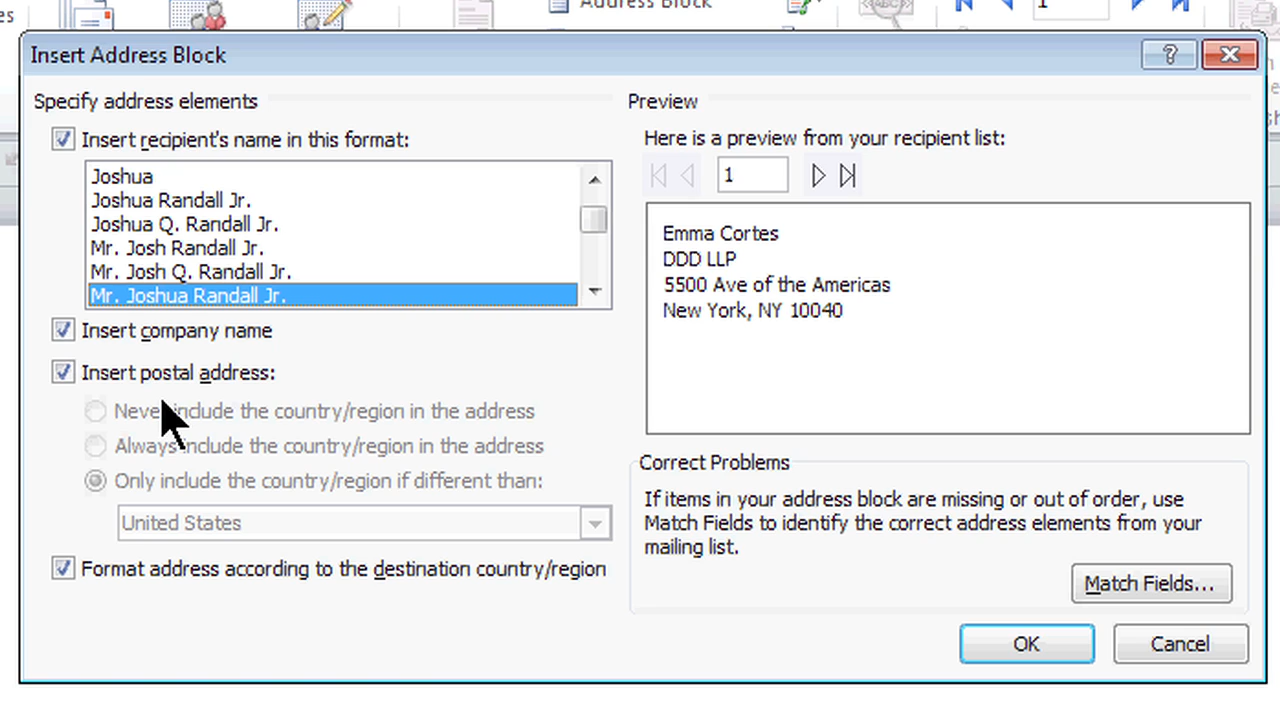 Address Block
1
Insert Address Block
?
Specify address elements
Insert recipient's name in this format:
Joshua
Joshua Randall Jr.
Joshua Q. Randall Jr.
Mr. Josh Randall Jr.
Mr. Josh Q. Randall Jr.
Mr. Joshua Randall Jr.
Insert company name
Insert postal address:
Never include the country/region in the address
Always include the country/region in the address
Only include the country/region if different than:
United States
Format address according to the destination country/region
Preview
Here is a preview from your recipient list:
1
Emma Cortes
DDD LLP
5500 Ave of the Americas
New York, NY 10040
Correct Problems
If items in your address block are missing or out of order, use
Match Fields to identify the correct address elements from your
mailing list.
Match Fields...
OK
Cancel